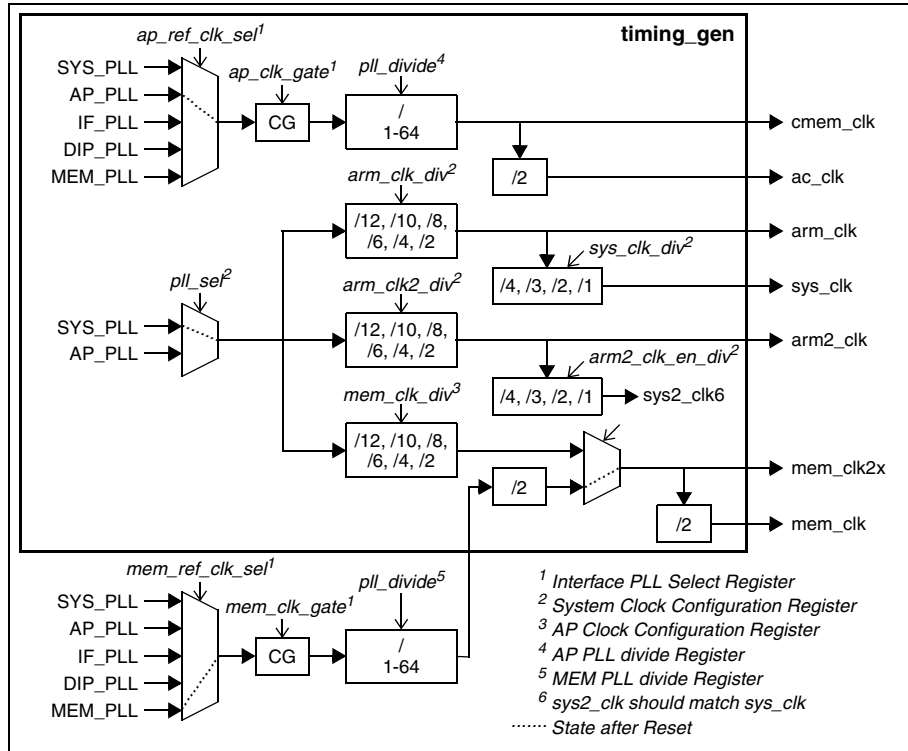 timing_gen
ap_ref_clk_sel1
SYS_PLL
AP_PLL
IF_PLL
DIP_PLL
MEM_PLL
ap_clk_gate1
CG
pll_divide4
/
1-64
cmem_clk
/2
ac_clk
arm_clk_div2
/12, /10, /8,
/6, /4, /2
arm_clk
sys_clk_div2
/4, /3, /2, /1
sys_clk
pll_sel2
SYS_PLL
AP_PLL
arm_clk2_div2
/12, /10, /8,
/6, /4, /2
arm2_clk
arm2_clk_en_div2
/4, /3, /2, /1
sys2_clk6
mem_clk_div3
/12, /10, /8,
/6, /4, /2
/2
mem_clk2x
/2
mem_clk
mem_ref_clk_sel1
SYS_PLL
AP_PLL
IF_PLL
DIP_PLL
MEM_PLL
mem_clk_gate1
CG
pll_divide5
/
1-64
1 Interface PLL Select Register
2 System Clock Configuration Register
3 AP Clock Configuration Register
4 AP PLL divide Register
5 MEM PLL divide Register
6 sys2_clk should match sys_clk
State after Reset